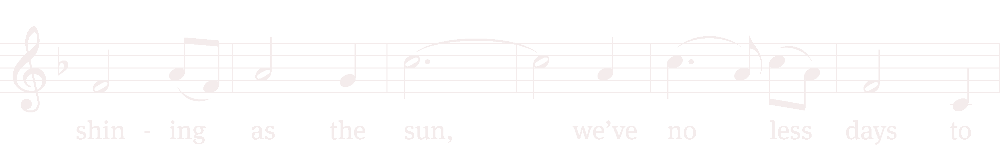 shin - ing as the sun, we’ve no less days to